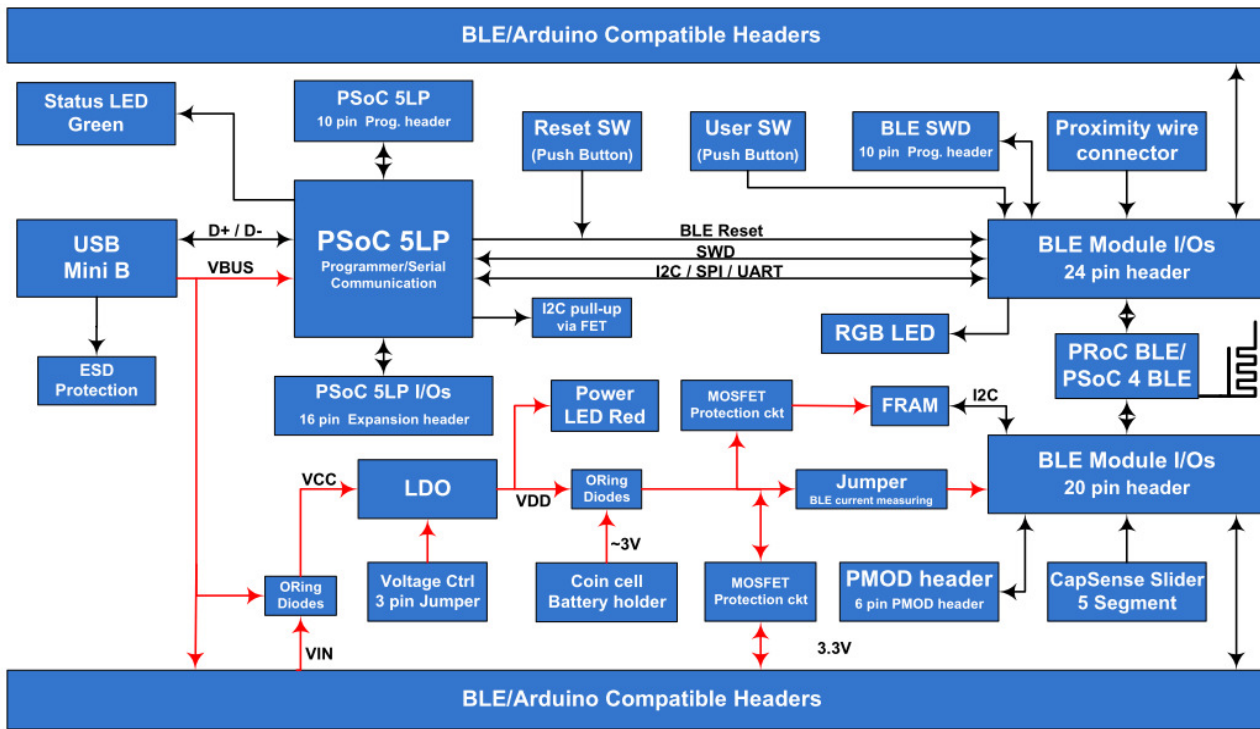 BLE/Arduino Compatible Headers
Status LED
Green
PSoC 5LP
10 pin Prog. header
Reset SW
(Push Button)
User SW
(Push Button)
BLE SWD
10 pin Prog. header
Proximity wire
connector
USB
Mini B
D+ / D-
VBUS
PSoC 5LP
Programmer/Serial
Communication
BLE Reset
SWD
I2C / SPI / UART
BLE Module I/Os
24 pin header
I2C pull-up
via FET
RGB LED
PRoC BLE/
PSoC 4 BLE
ESD
Protection
PSoC 5LP I/Os
16 pin Expansion header
Power
LED Red
MOSFET
Protection ckt
FRAM
I2C
BLE Module I/Os
20 pin header
VCC
LDO
VDD
ORing
Diodes
Jumper
BLE current measuring
~3V
ORing
Diodes
Voltage Ctrl
3 pin Jumper
Coin cell
Battery holder
MOSFET
Protection ckt
PMOD header
6 pin PMOD header
CapSense Slider
5 Segment
VIN
3.3V
BLE/Arduino Compatible Headers